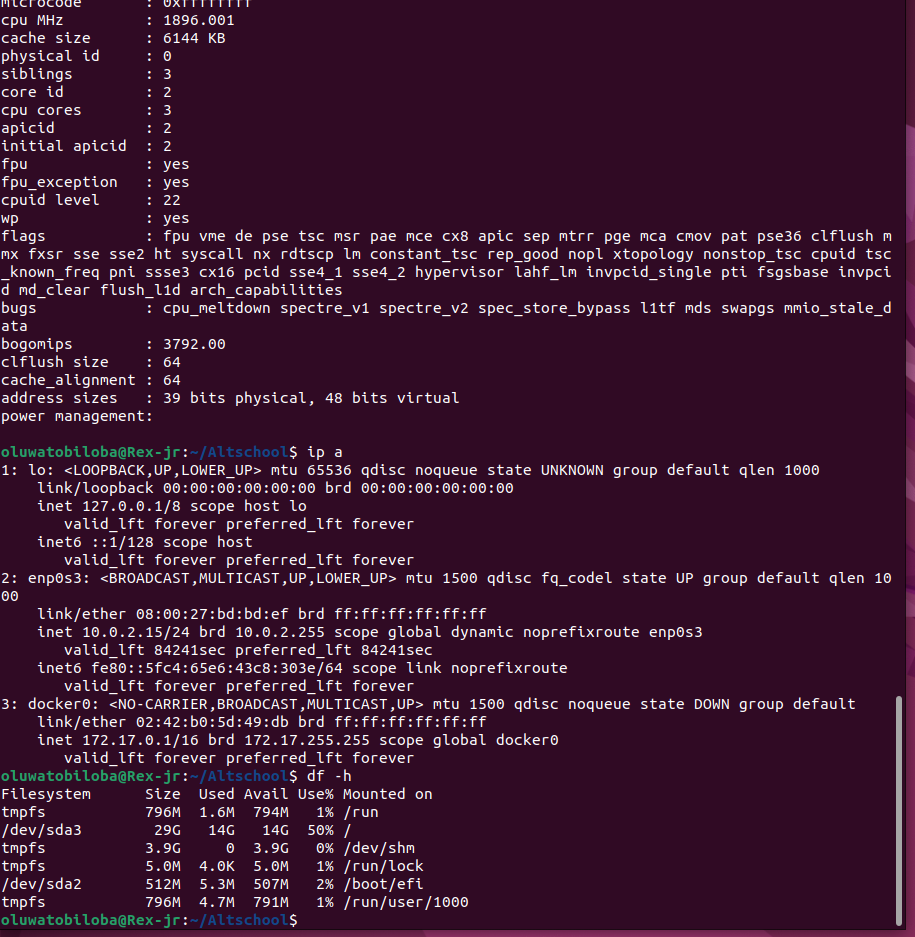 microcode       : 0xffffffff
cpu MHz         : 1896.001
cache size      : 6144 KB
physical id     : 0
siblings        : 3
core id         : 2
cpu cores       : 3
apicid          : 2
initial apicid  : 2
fpu             : yes
fpu_exception   : yes
cpuid level     : 22
wp              : yes
flags           : fpu vme de pse tsc msr pae mce cx8 apic sep mtrr pge mca cmov pat pse36 clflush m
mx fxsr sse sse2 ht syscall nx rdtscp lm constant_tsc rep_good nopl xtopology nonstop_tsc cpuid tsc
_known_freq pni ssse3 cx16 pcid sse4_1 sse4_2 hypervisor lahf_lm invpcid_single pti fsgsbase invpci
d md_clear flush_l1d arch_capabilities
bugs            : cpu_meltdown spectre_v1 spectre_v2 spec_store_bypass l1tf mds swapgs mmio_stale_d
ata
bogomips        : 3792.00
clflush size    : 64
cache_alignment : 64
address sizes   : 39 bits physical, 48 bits virtual
power management:
oluwatobiloba@Rex-jr:~/Altschool$ ip a
1: lo: <LOOPBACK,UP,LOWER_UP> mtu 65536 qdisc noqueue state UNKNOWN group default qlen 1000
    link/loopback 00:00:00:00:00:00 brd 00:00:00:00:00:00
    inet 127.0.0.1/8 scope host lo
       valid_lft forever preferred_lft forever
    inet6 ::1/128 scope host
       valid_lft forever preferred_lft forever
2: enp0s3: <BROADCAST,MULTICAST,UP,LOWER_UP> mtu 1500 qdisc fq_codel state UP group default qlen 10
00
    link/ether 08:00:27:bd:bd:ef brd ff:ff:ff:ff:ff:ff
    inet 10.0.2.15/24 brd 10.0.2.255 scope global dynamic noprefixroute enp0s3
       valid_lft 84241sec preferred_lft 84241sec
    inet6 fe80::5fc4:65e6:43c8:303e/64 scope link noprefixroute
       valid_lft forever preferred_lft forever
3: docker0: <NO-CARRIER,BROADCAST,MULTICAST,UP> mtu 1500 qdisc noqueue state DOWN group default
    link/ether 02:42:b0:5d:49:db brd ff:ff:ff:ff:ff:ff
    inet 172.17.0.1/16 brd 172.17.255.255 scope global docker0
       valid_lft forever preferred_lft forever
oluwatobiloba@Rex-jr:~/Altschool$ df -h
Filesystem      Size  Used Avail Use% Mounted on
tmpfs           796M  1.6M  794M   1% /run
/dev/sda3        29G   14G   14G  50% /
tmpfs           3.9G     0  3.9G   0% /dev/shm
tmpfs           5.0M  4.0K  5.0M   1% /run/lock
/dev/sda2       512M  5.3M  507M   2% /boot/efi
tmpfs           796M  4.7M  791M   1% /run/user/1000
oluwatobiloba@Rex-jr:~/Altschool$